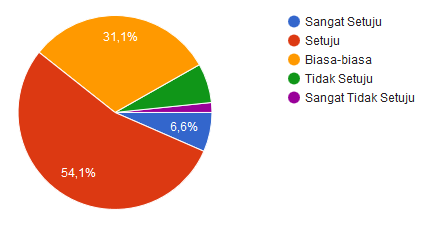 31,1%
6,6%
54,1%
Sangat Setuju
Setuju
Biasa-biasa
Tidak Setuju
Sangat Tidak Setuju